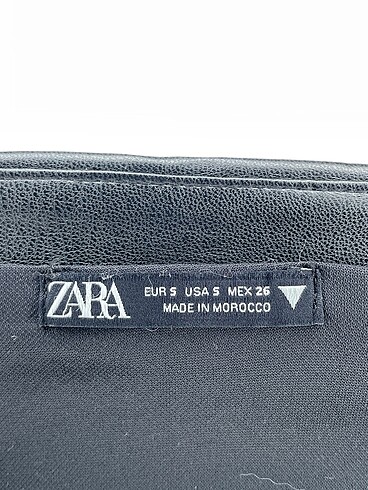 ZARA
EUR S USA S MEX 26
MADE IN MOROCCO